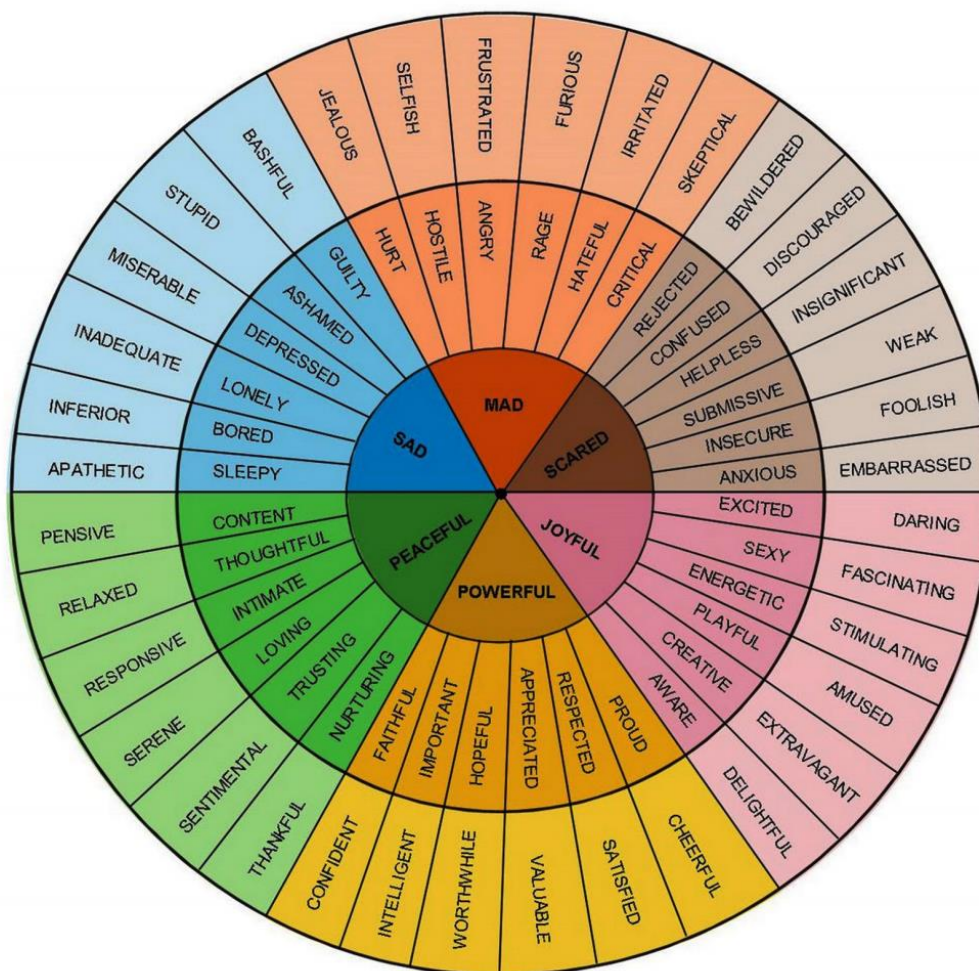 MAD
SCARED
JOYFUL
POWERFUL
PEACEFUL
SAD
HURT
HOSTILE
ANGRY
RAGE
HATEFUL
CRITICAL
REJECTED
CONFUSED
HELPLESS
SUBMISSIVE
INSECURE
ANXIOUS
EXCITED
SEXY
ENERGETIC
PLAYFUL
CREATIVE
AWARE
PROUD
RESPECTED
APPRECIATED
HOPEFUL
IMPORTANT
FAITHFUL
NURTURING
TRUSTING
LOVING
INTIMATE
THOUGHTFUL
CONTENT
SLEEPY
BORED
LONELY
DEPRESSED
ASHAMED
GUILTY
JEALOUS
SELFISH
FRUSTRATED
FURIOUS
IRRITATED
SKEPTICAL
BEWILDERED
DISCOURAGED
INSIGNIFICANT
WEAK
FOOLISH
EMBARRASSED
DARING
FASCINATING
STIMULATING
AMUSED
EXTRAVAGANT
DELIGHTFUL
CHEERFUL
SATISFIED
VALUABLE
WORTHWHILE
INTELLIGENT
CONFIDENT
THANKFUL
SENTIMENTAL
SERENE
RESPONSIVE
RELAXED
PENSIVE
APATHETIC
INFERIOR
INADEQUATE
MISERABLE
STUPID
BASHFUL